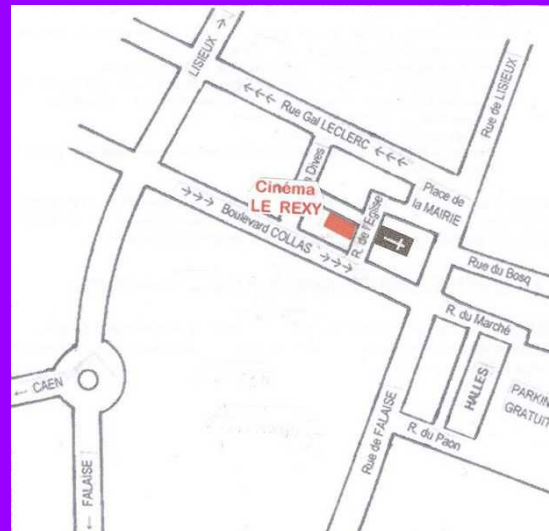 LISIEUX →
←←← Rue Gal LECLERC ←←←
Rue de LISIEUX
Dives
Cinéma
LE REXY
Place de
la MAIRIE
R. de l'Eglise
→→→ Boulevard COLLAS →→→
Rue du Bosq
R. du Marché
HALLES
PARKIN
GRATUIT
R. du Paon
Rue de FALAISE
← CAEN
← FALAISE